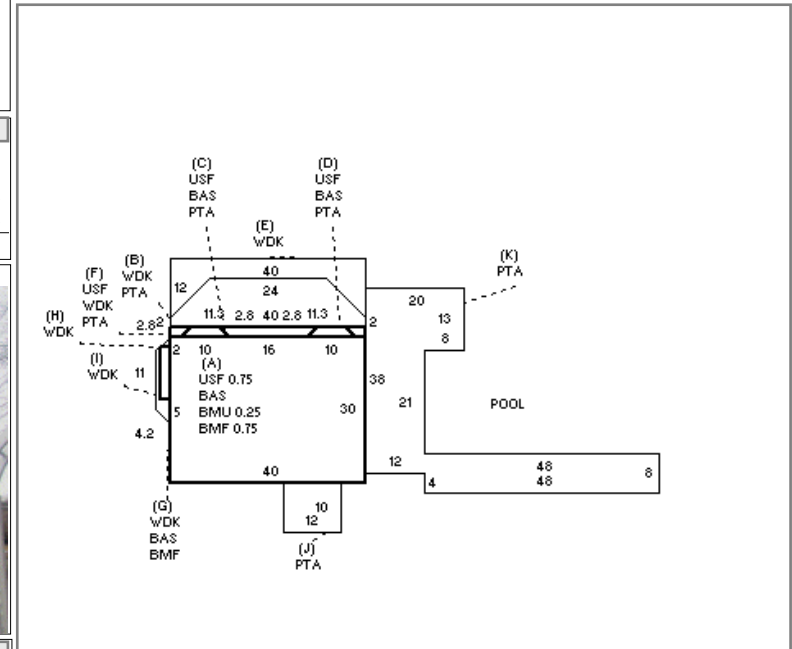 (C)
USF
BAS
PTA
(D)
USF
BAS
PTA
(E)
WDK
(K)
PTA
(B)
WDK
PTA
(F)
USF
WDK
PTA
(H)
WDK
(I)
WDK
40
12
24
11.3 2.8 40 2.8 11.3
2.8 2
2
20
13
8
2 10 16 10
(A)
USF 0.75
BAS
BMU 0.25
BMF 0.75
11
5
30
38
21
POOL
4.2
40
12
48
48
8
4
(G)
WDK
BAS
BMF
10
12
(J)
PTA